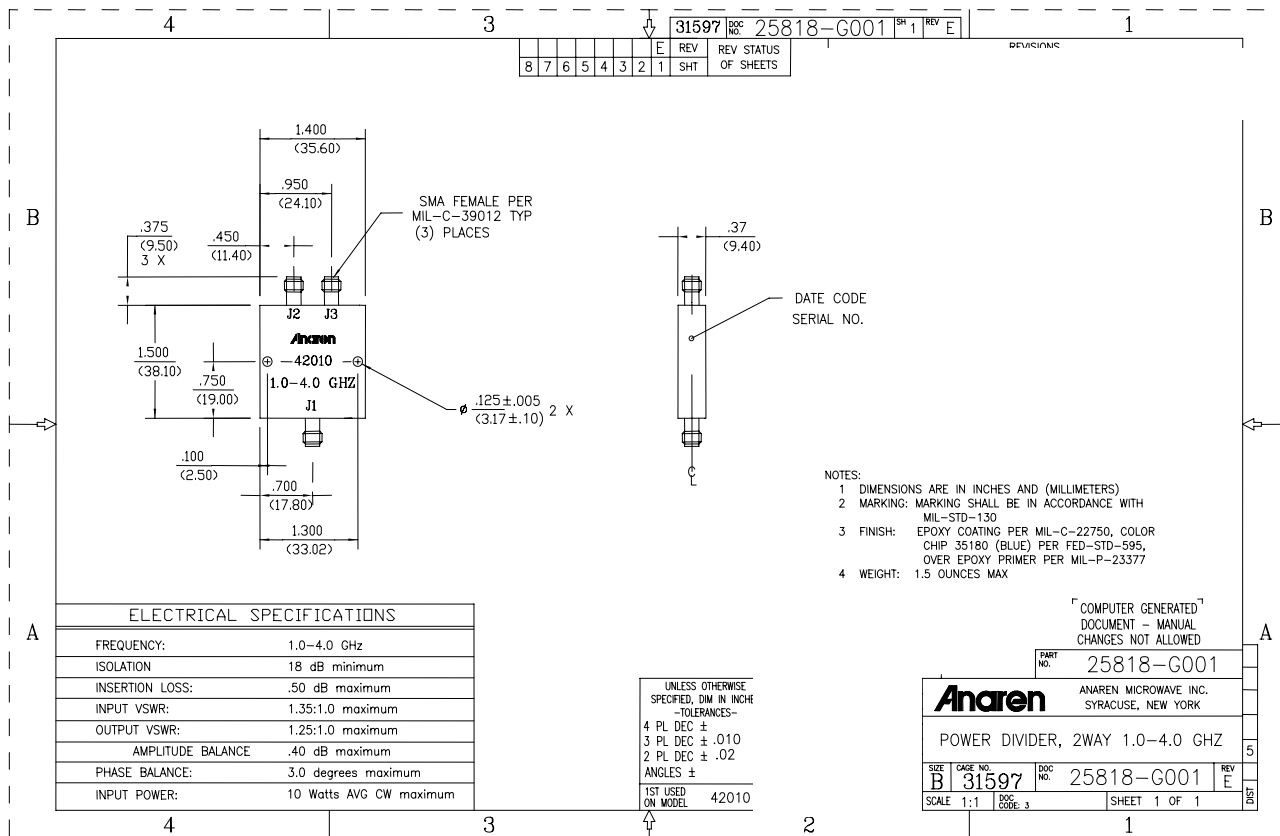 4 3 1
31597 DOC NO. 25818-G001 SH 1 REV E
E REV REV STATUS OF SHEETS
8 7 6 5 4 3 2 1 SHT
REVISIONS
B
B
1.400
(35.60)
.950
(24.10)
SMA FEMALE PER
MIL-C-39012 TYP
(3) PLACES
.375
(9.50)
3 X
.450
(11.40)
.37
(9.40)
J2 J3
DATE CODE
SERIAL NO.
Anaren
42010
1.0-4.0 GHZ
J1
1.500
(38.10)
.750
(19.00)
ø .125±.005 2 X
(3.17±.10)
.100
(2.50)
.700
(17.80)
1.300
(33.02)
CL
NOTES:
1 DIMENSIONS ARE IN INCHES AND (MILLIMETERS)
2 MARKING: MARKING SHALL BE IN ACCORDANCE WITH
MIL-STD-130
3 FINISH: EPOXY COATING PER MIL-C-22750, COLOR
CHIP 35180 (BLUE) PER FED-STD-595,
OVER EPOXY PRIMER PER MIL-P-23377
4 WEIGHT: 1.5 OUNCES MAX
A
A
ELECTRICAL SPECIFICATIONS
FREQUENCY: 1.0-4.0 GHz
ISOLATION 18 dB minimum
INSERTION LOSS: .50 dB maximum
INPUT VSWR: 1.35:1.0 maximum
OUTPUT VSWR: 1.25:1.0 maximum
AMPLITUDE BALANCE .40 dB maximum
PHASE BALANCE: 3.0 degrees maximum
INPUT POWER: 10 Watts AVG CW maximum
UNLESS OTHERWISE
SPECIFIED, DIM IN INCHE
-TOLERANCES-
4 PL DEC ±
3 PL DEC ± .010
2 PL DEC ± .02
ANGLES ±
1ST USED
ON MODEL 42010
COMPUTER GENERATED
DOCUMENT - MANUAL
CHANGES NOT ALLOWED
PART NO. 25818-G001
Anaren
ANAREN MICROWAVE INC.
SYRACUSE, NEW YORK
POWER DIVIDER, 2WAY 1.0-4.0 GHZ
SIZE B CAGE NO. 31597 DOC NO. 25818-G001 REV E
SCALE 1:1 DOC CODE: 3 SHEET 1 OF 1
5
DIST
4 3 2 1